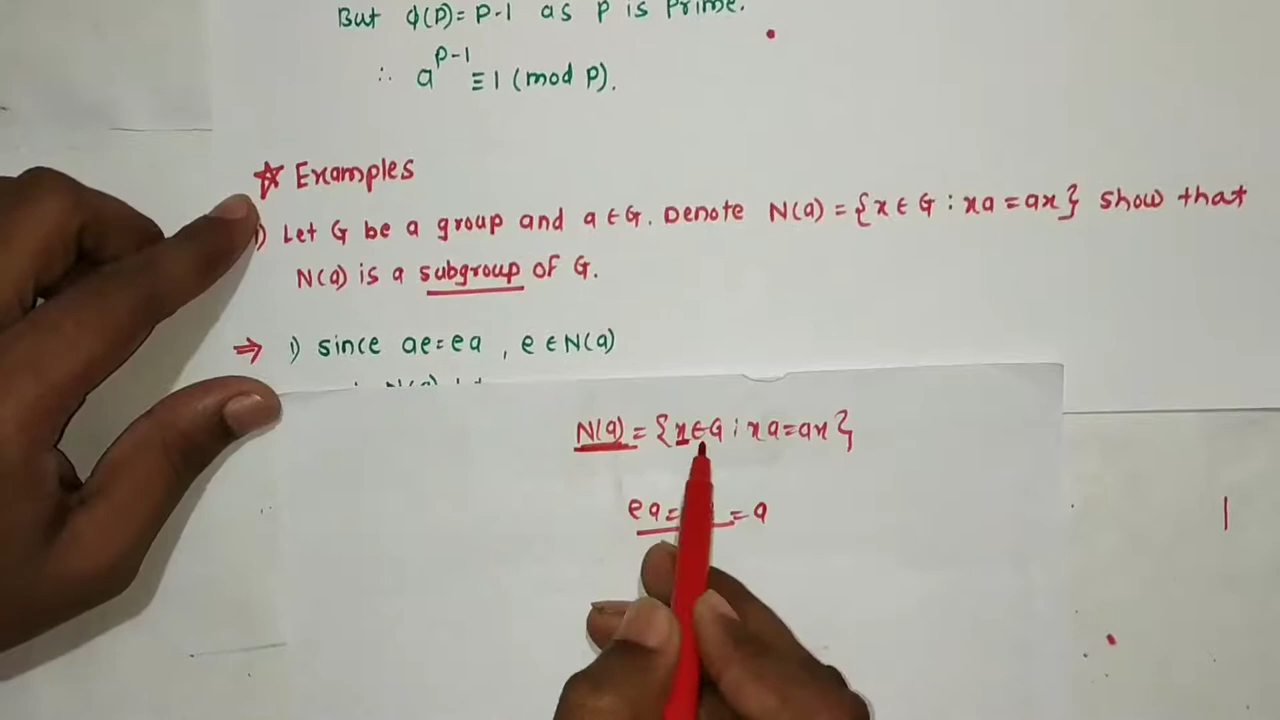 But φ(P)= P-1 as P is Prime.
∴ a^{P-1} ≡ 1 (mod P).
☆ Examples
1) Let G be a group and a ∈ G. Denote N(a) = {x ∈ G : xa = ax} show that
N(a) is a subgroup of G.
⇒ 1) since ae=ea , e ∈ N(a)
N(a) = {x∈G : xa=ax}
ea= = a